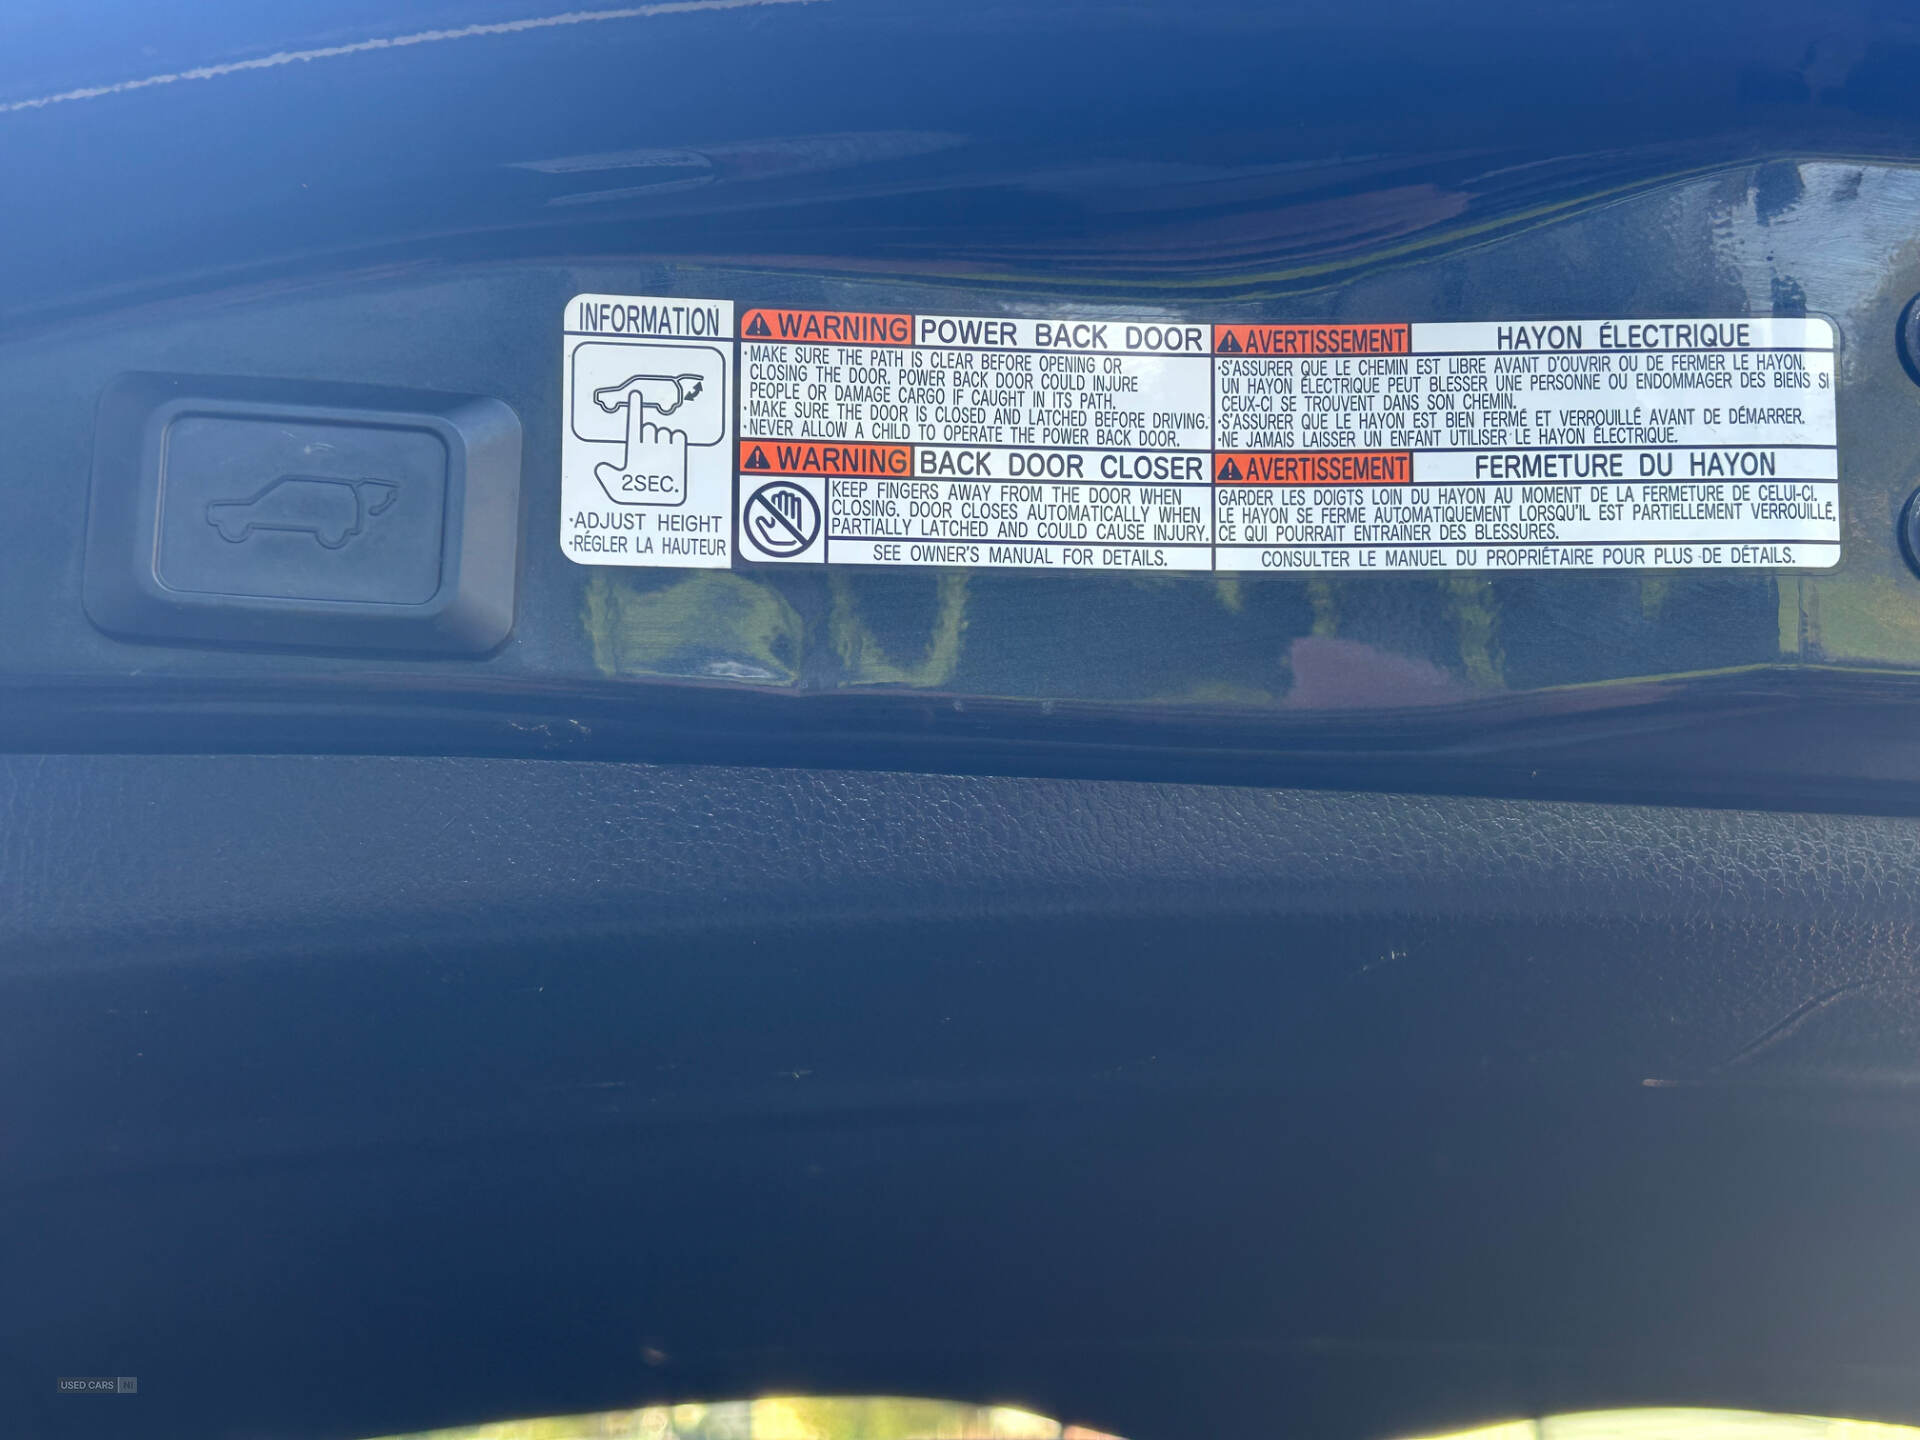 INFORMATION
2SEC.
·ADJUST HEIGHT
·RÉGLER LA HAUTEUR
WARNING POWER BACK DOOR
·MAKE SURE THE PATH IS CLEAR BEFORE OPENING OR
CLOSING THE DOOR. POWER BACK DOOR COULD INJURE
PEOPLE OR DAMAGE CARGO IF CAUGHT IN ITS PATH.
·MAKE SURE THE DOOR IS CLOSED AND LATCHED BEFORE DRIVING.
·NEVER ALLOW A CHILD TO OPERATE THE POWER BACK DOOR.
WARNING BACK DOOR CLOSER
KEEP FINGERS AWAY FROM THE DOOR WHEN
CLOSING. DOOR CLOSES AUTOMATICALLY WHEN
PARTIALLY LATCHED AND COULD CAUSE INJURY.
SEE OWNER'S MANUAL FOR DETAILS.
AVERTISSEMENT HAYON ÉLECTRIQUE
·S'ASSURER QUE LE CHEMIN EST LIBRE AVANT D'OUVRIR OU DE FERMER LE HAYON.
UN HAYON ÉLECTRIQUE PEUT BLESSER UNE PERSONNE OU ENDOMMAGER DES BIENS SI
CEUX-CI SE TROUVENT DANS SON CHEMIN.
·S'ASSURER QUE LE HAYON EST BIEN FERMÉ ET VERROUILLÉ AVANT DE DÉMARRER.
·NE JAMAIS LAISSER UN ENFANT UTILISER LE HAYON ÉLECTRIQUE.
AVERTISSEMENT FERMETURE DU HAYON
GARDER LES DOIGTS LOIN DU HAYON AU MOMENT DE LA FERMETURE DE CELUI-CI.
LE HAYON SE FERME AUTOMATIQUEMENT LORSQU'IL EST PARTIELLEMENT VERROUILLÉ,
CE QUI POURRAIT ENTRAÎNER DES BLESSURES.
CONSULTER LE MANUEL DU PROPRIÉTAIRE POUR PLUS DE DÉTAILS.
USED CARS NI